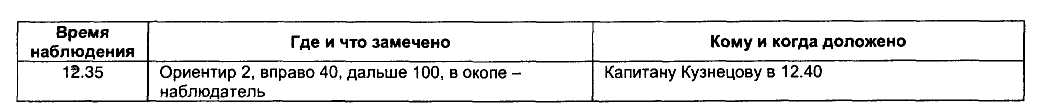 Время наблюдения | Где и что замечено | Кому и когда доложено
12.35 | Ориентир 2, вправо 40, дальше 100, в окопе – наблюдатель | Капитану Кузнецову в 12.40